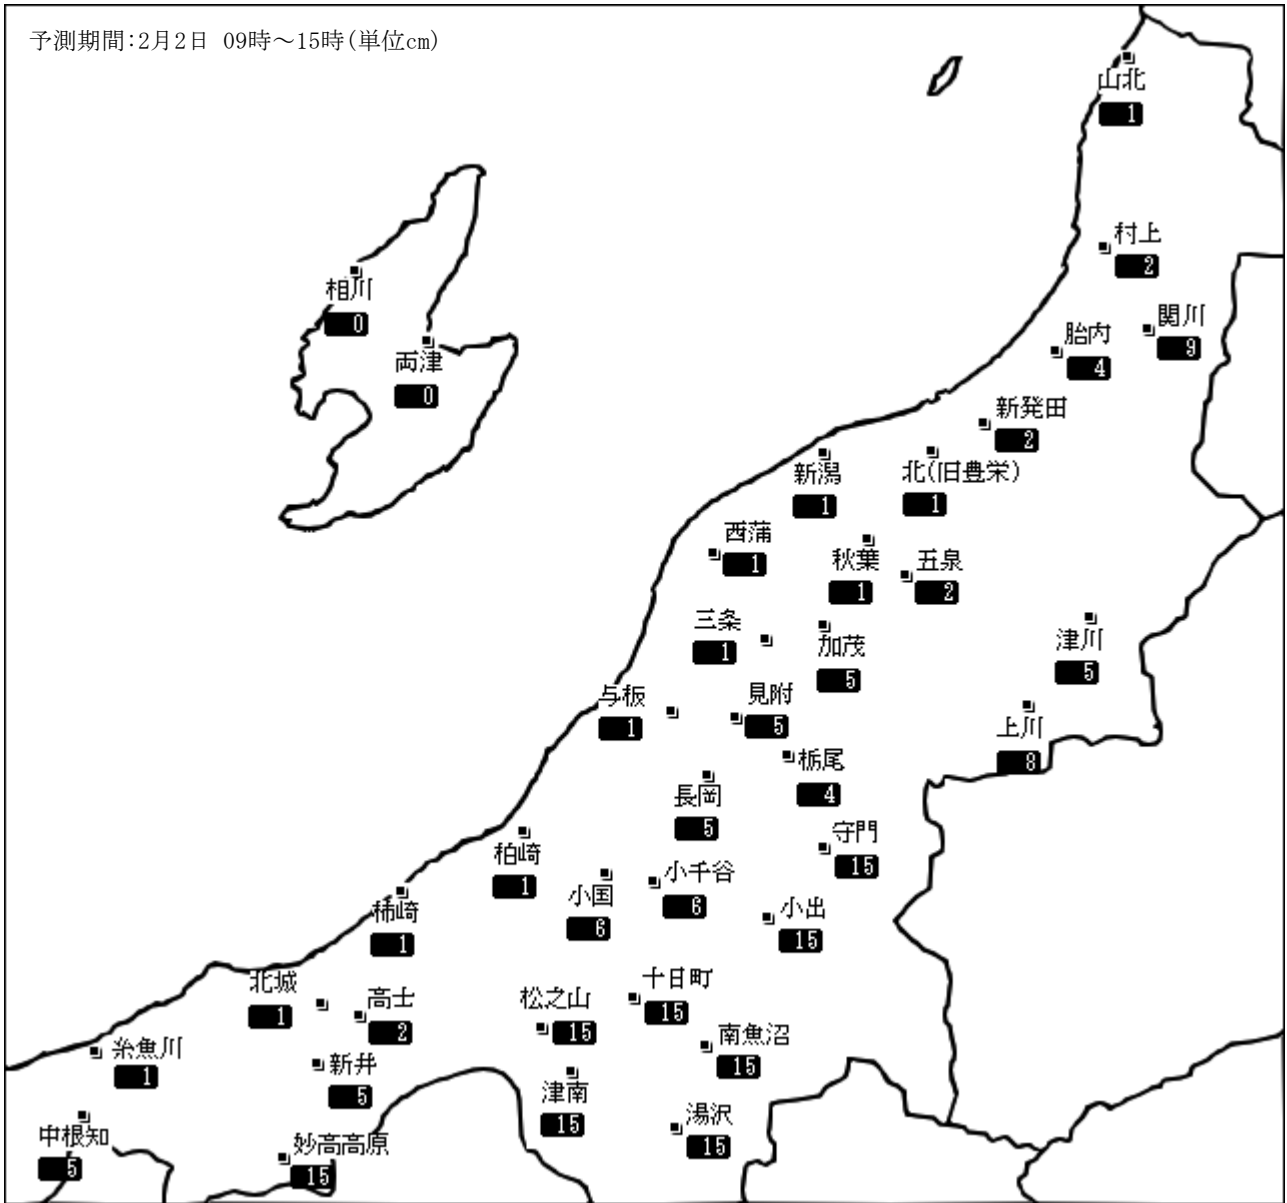 予測期間:2月2日 09時～15時(単位cm)
山北
1
村上
2
相川
0
関川
9
胎内
4
両津
0
新発田
2
新潟
1
北(旧豊栄)
1
西蒲
1
秋葉
1
五泉
2
三条
1
加茂
5
津川
5
与板
1
見附
5
上川
8
栃尾
4
長岡
5
守門
15
柏崎
1
小千谷
6
小国
6
小出
15
柿崎
1
北城
1
高士
2
松之山
15
十日町
15
南魚沼
15
糸魚川
1
新井
5
津南
15
湯沢
15
中根知
5
妙高高原
15